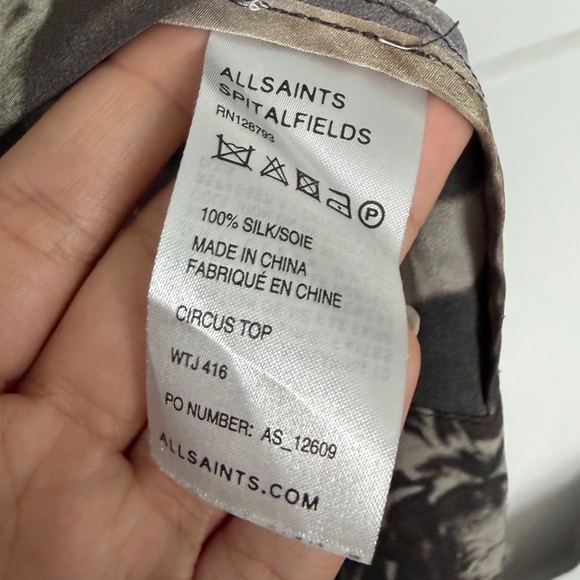 ALLSAINTS
SPITALFIELDS
RN128793
P
100% SILK/SOIE
MADE IN CHINA
FABRIQUÉ EN CHINE
CIRCUS TOP
WTJ 416
PO NUMBER: AS_12609
ALLSAINTS.COM